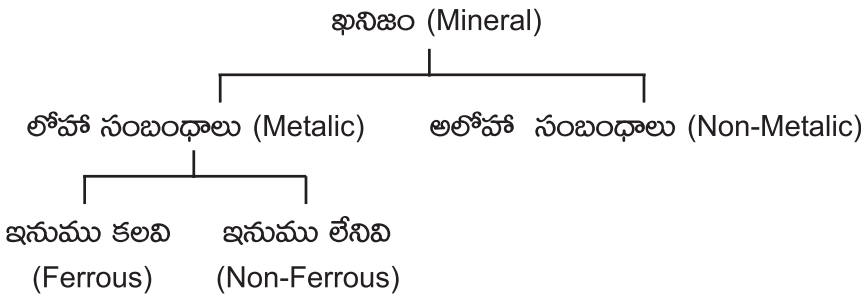 ఖనిజం (Mineral)
లోహా సంబంధాలు (Metalic) అలోహా సంబంధాలు (Non-Metalic)
ఇనుము కలవి ఇనుము లేనివి
(Ferrous) (Non-Ferrous)